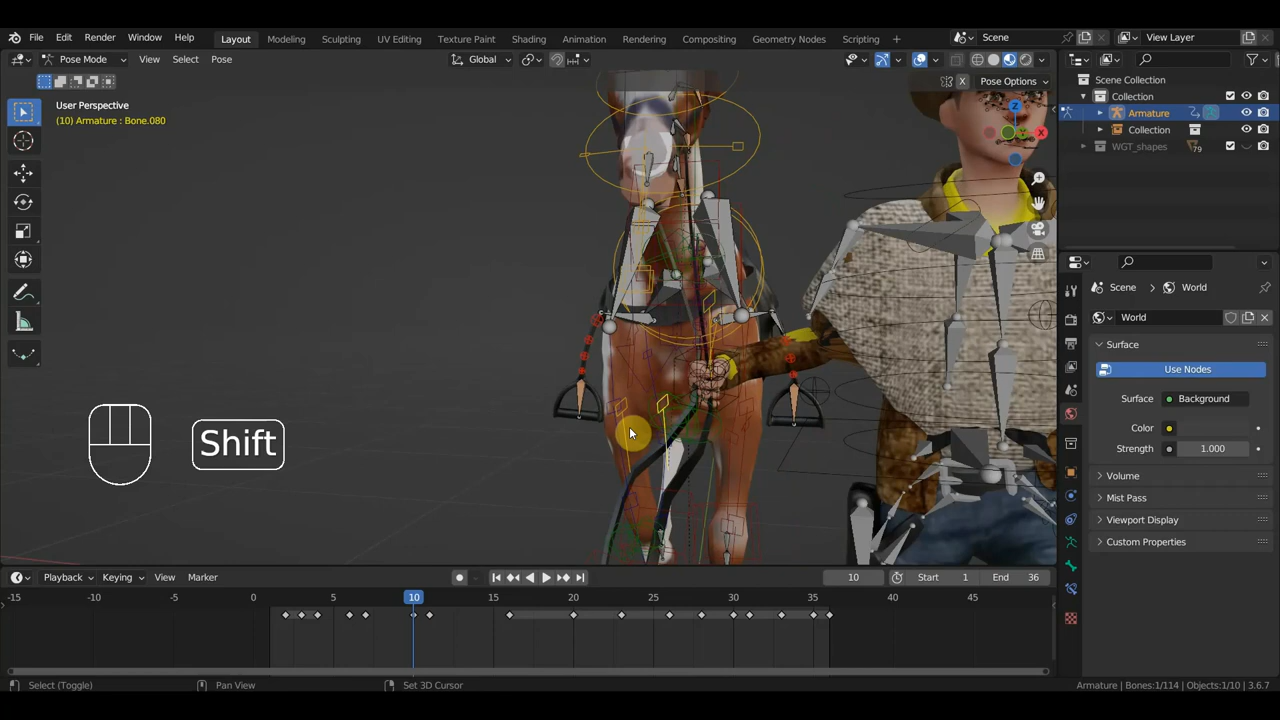 File Edit Render Window Help Layout Modeling Sculpting UV Editing Texture Paint Shading Animation Rendering Compositing Geometry Nodes Scripting + Scene View Layer
Pose Mode View Select Pose Global
X Pose Options
User Perspective
(10) Armature : Bone.080
Scene Collection
Collection
Armature
Collection
WGT_shapes 79
X
Z
Shift
Scene > World
World
Surface
Use Nodes
Surface Background
Color
Strength 1.000
Volume
Mist Pass
Viewport Display
Custom Properties
Playback Keying View Marker 10 Start 1 End 36
-15 -10 -5 0 5 10 15 20 25 30 35 40 45 50
Select (Toggle) Pan View Set 3D Cursor Armature | Bones:1/114 | Objects:1/10 | 3.6.7